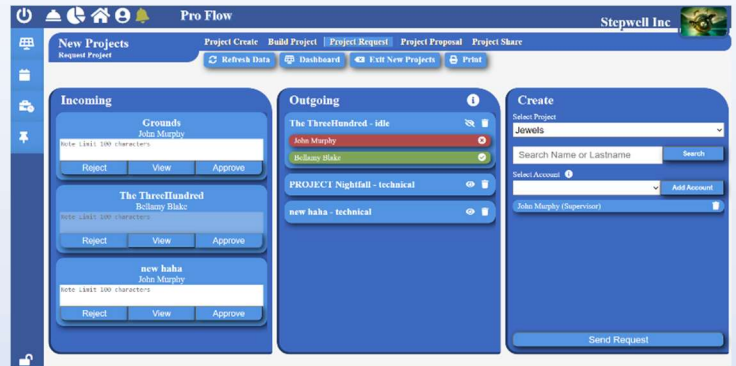 Pro Flow
Stepwell Inc
New Projects
Request Project
Project Create Build Project Project Request Project Proposal Project Share
Refresh Data Dashboard Exit New Projects Print
Incoming
Grounds
John Murphy
Note Limit 100 characters
Reject View Approve
The ThreeHundred
Bellamy Blake
Note Limit 100 characters
Reject View Approve
new haha
John Murphy
Note Limit 100 characters
Reject View Approve
Outgoing
The ThreeHundred - idle
John Murphy
Bellamy Blake
PROJECT Nightfall - technical
new haha - technical
Create
Select Project
Jewels
Search Name or Lastname Search
Select Account
Add Account
John Murphy (Supervisor)
Send Request